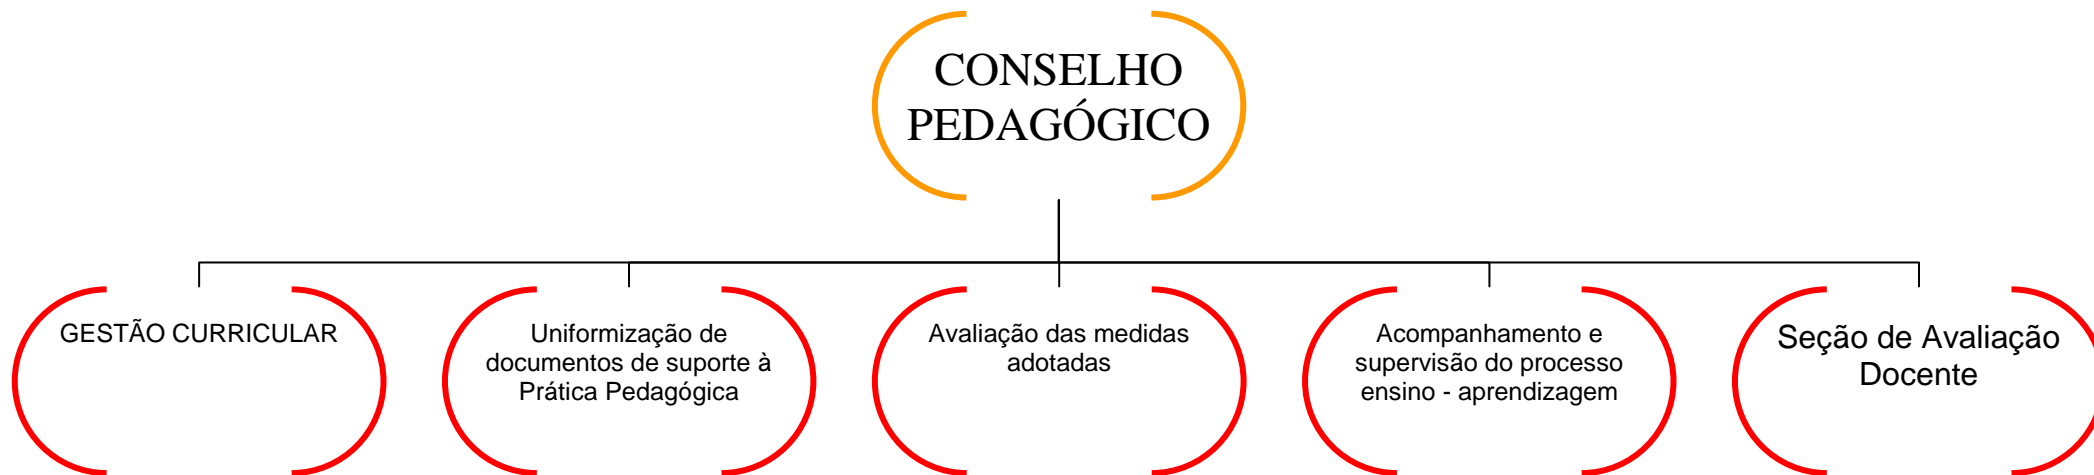 CONSELHO
PEDAGÓGICO
GESTÃO CURRICULAR
Uniformização de
documentos de suporte à
Prática Pedagógica
Avaliação das medidas
adotadas
Acompanhamento e
supervisão do processo
ensino - aprendizagem
Seção de Avaliação
Docente